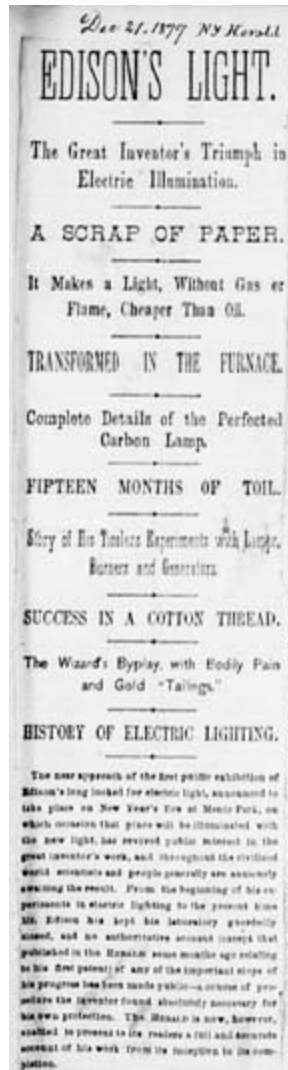 Dec 21. 1879 NY Herald
EDISON'S LIGHT.
The Great Inventor's Triumph in
Electric Illumination.
A SCRAP OF PAPER.
It Makes a Light, Without Gas or
Flame, Cheaper Than Oil.
TRANSFORMED IN THE FURNACE.
Complete Details of the Perfected
Carbon Lamp.
FIFTEEN MONTHS OF TOIL.
Story of His Tireless Experiments with Lamps,
Burners and Generators.
SUCCESS IN A COTTON THREAD.
The Wizard's Byplay, with Bodily Pain
and Gold "Tailings."
HISTORY OF ELECTRIC LIGHTING.
The near approach of the first public exhibition of
Edison's long looked for electric light, announced to
take place on New Year's Eve at Menlo Park, on
which occasion that place will be illuminated with
the new light, has revived public interest in the
great inventor's work, and throughout the civilized
world scientists and people generally are anxiously
awaiting the result. From the beginning of his ex-
periments in electric lighting to the present time
Mr. Edison has kept his laboratory guardedly
closed, and no authoritative account (except that
published in the HERALD some months ago relating
to his first patent) of any of the important steps of
his progress has been made public—a course of pro-
cedure the inventor found absolutely necessary for
his own protection. The HERALD is now, however,
enabled to present to its readers a full and accurate
account of his work from its inception to its com-
pletion.